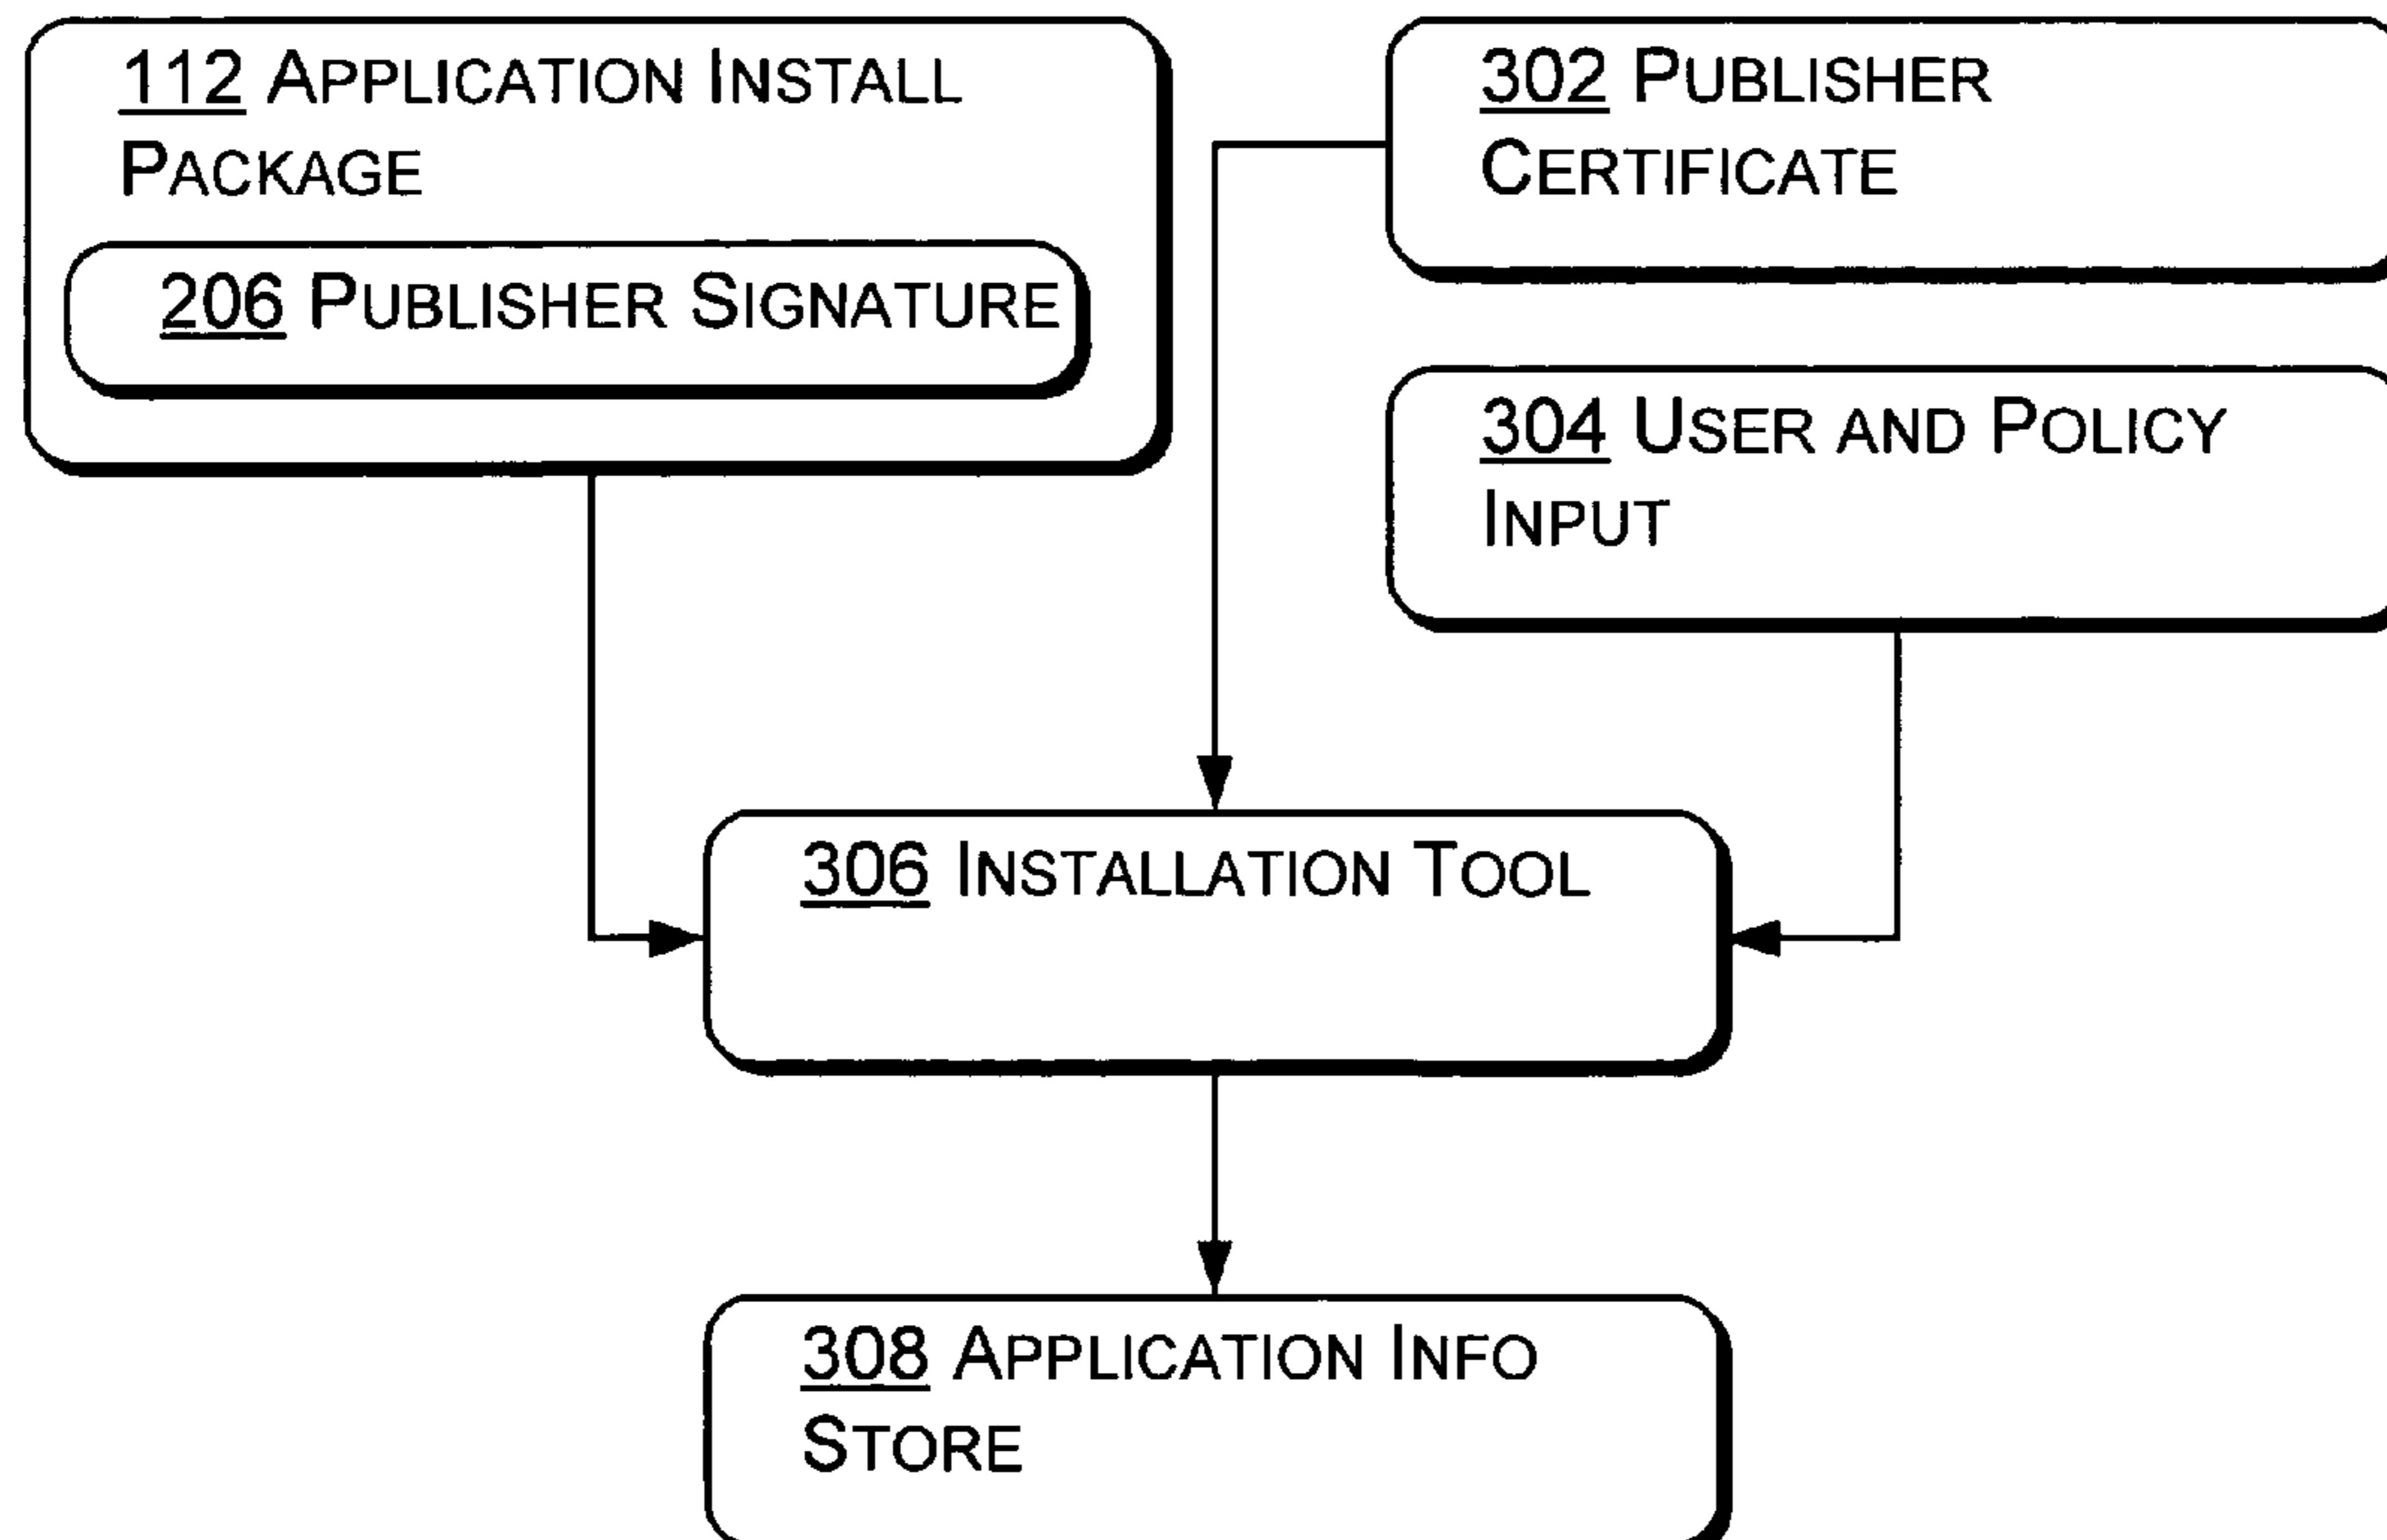 112 APPLICATION INSTALL
PACKAGE
206 PUBLISHER SIGNATURE
302 PUBLISHER
CERTIFICATE
304 USER AND POLICY
INPUT
306 INSTALLATION TOOL
308 APPLICATION INFO
STORE